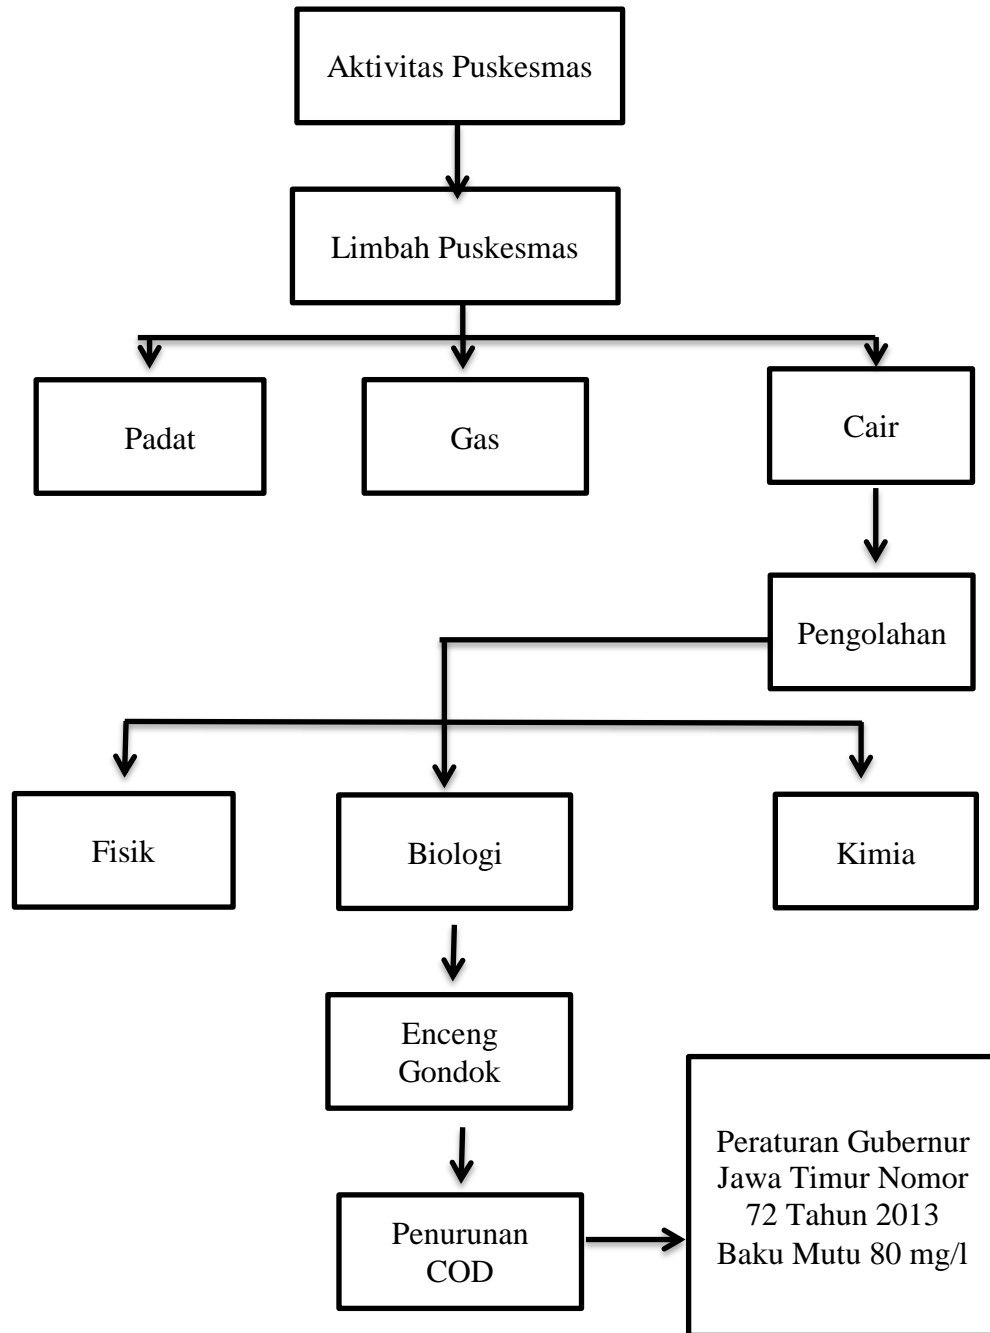 Aktivitas Puskesmas
Limbah Puskesmas
Padat
Gas
Cair
Pengolahan
Fisik
Biologi
Kimia
Enceng
Gondok
Penurunan
COD
Peraturan Gubernur
Jawa Timur Nomor
72 Tahun 2013
Baku Mutu 80 mg/l